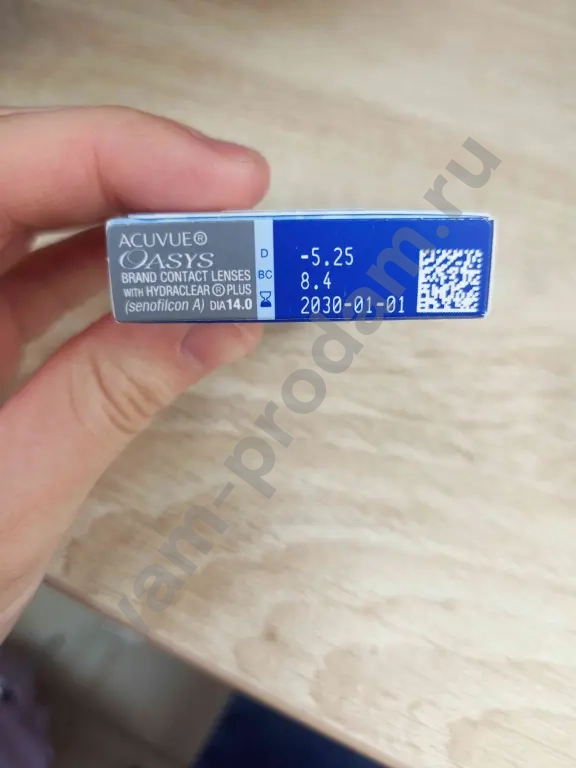 ACUVUE®
OASYS
BRAND CONTACT LENSES
WITH HYDRACLEAR® PLUS
(senofilcon A) DIA14.0
D -5.25
BC 8.4
2030-01-01
vam-prodam.ru